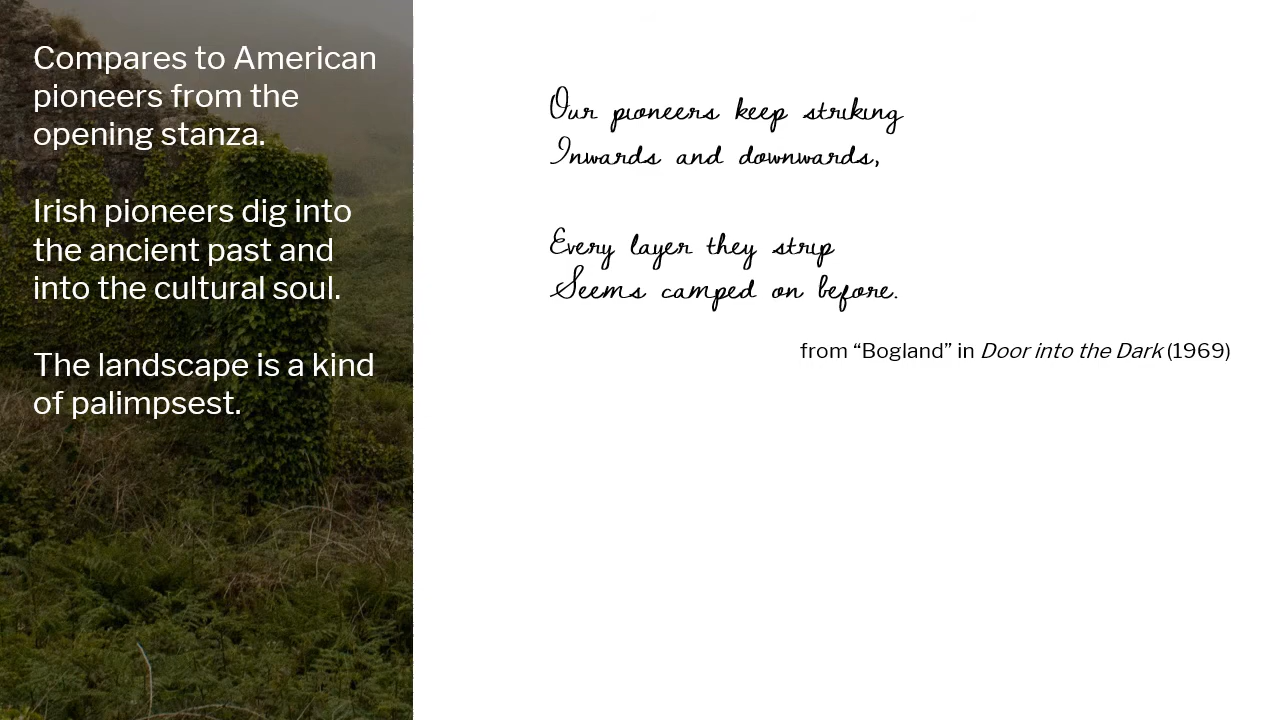 Compares to American
pioneers from the
opening stanza.
Irish pioneers dig into
the ancient past and
into the cultural soul.
The landscape is a kind
of palimpsest.
Our pioneers keep striking
Inwards and downwards,
Every layer they strip
Seems camped on before.
from “Bogland” in Door into the Dark (1969)